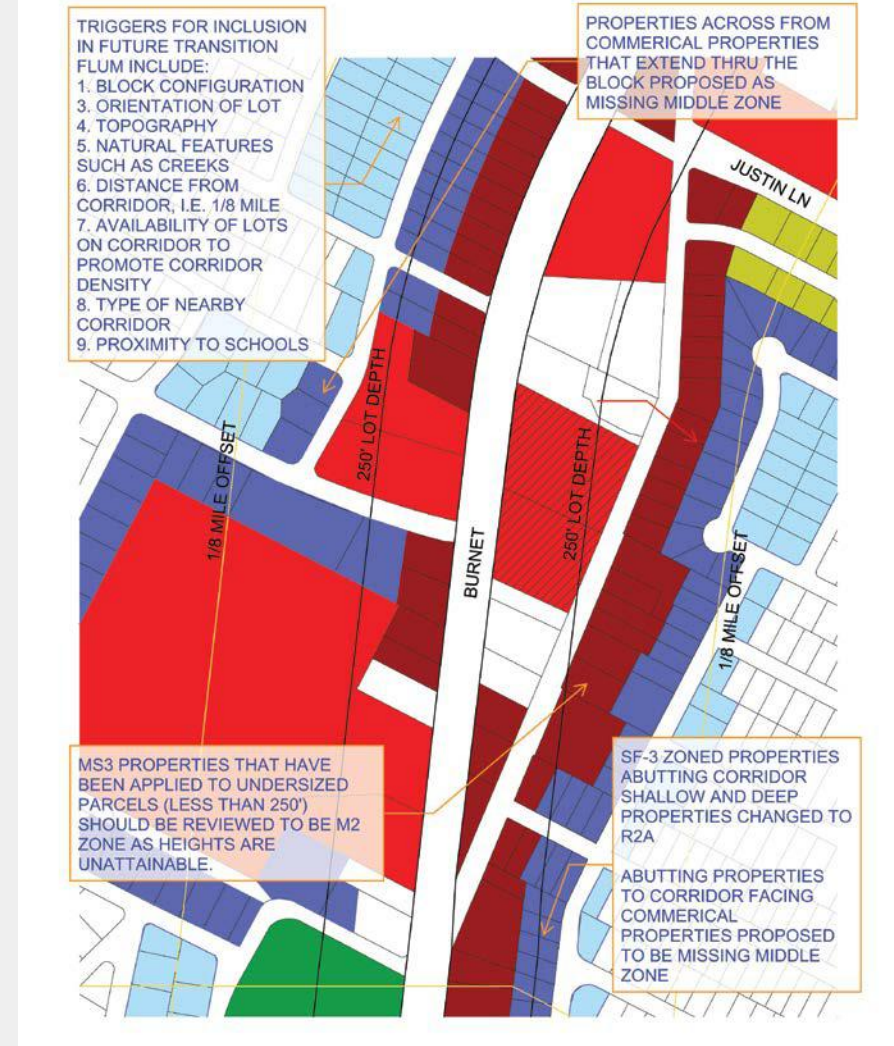 TRIGGERS FOR INCLUSION
IN FUTURE TRANSITION
FLUM INCLUDE:
1. BLOCK CONFIGURATION
3. ORIENTATION OF LOT
4. TOPOGRAPHY
5. NATURAL FEATURES
SUCH AS CREEKS
6. DISTANCE FROM
CORRIDOR, I.E. 1/8 MILE
7. AVAILABILITY OF LOTS
ON CORRIDOR TO
PROMOTE CORRIDOR
DENSITY
8. TYPE OF NEARBY
CORRIDOR
9. PROXIMITY TO SCHOOLS
PROPERTIES ACROSS FROM
COMMERICAL PROPERTIES
THAT EXTEND THRU THE
BLOCK PROPOSED AS
MISSING MIDDLE ZONE
JUSTIN LN
1/8 MILE OFFSET
250' LOT DEPTH
BURNET
250' LOT DEPTH
1/8 MILE OFFSET
MS3 PROPERTIES THAT HAVE
BEEN APPLIED TO UNDERSIZED
PARCELS (LESS THAN 250')
SHOULD BE REVIEWED TO BE M2
ZONE AS HEIGHTS ARE
UNATTAINABLE.
SF-3 ZONED PROPERTIES
ABUTTING CORRIDOR
SHALLOW AND DEEP
PROPERTIES CHANGED TO
R2A
ABUTTING PROPERTIES
TO CORRIDOR FACING
COMMERICAL
PROPERTIES PROPOSED
TO BE MISSING MIDDLE
ZONE